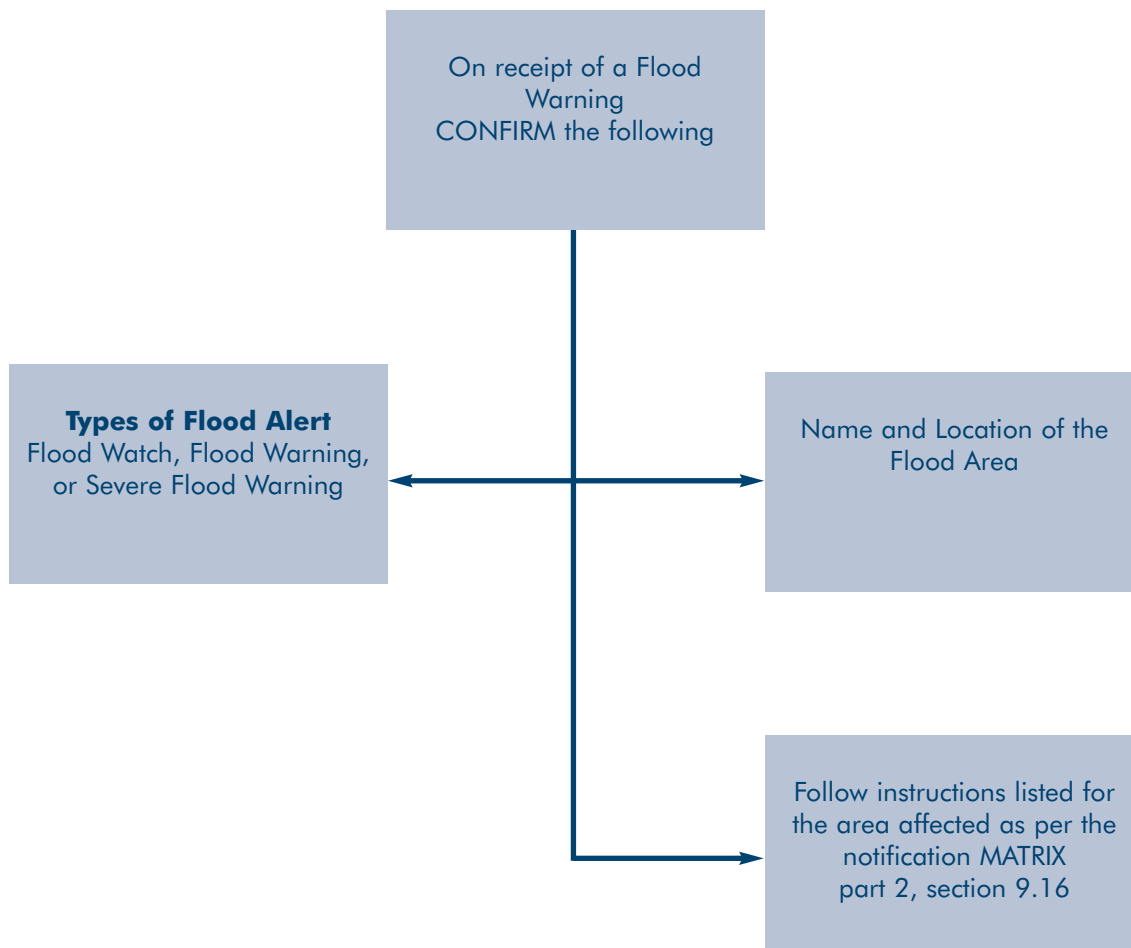 On receipt of a Flood
Warning
CONFIRM the following
Types of Flood Alert
Flood Watch, Flood Warning,
or Severe Flood Warning
Name and Location of the
Flood Area
Follow instructions listed for
the area affected as per the
notification MATRIX
part 2, section 9.16